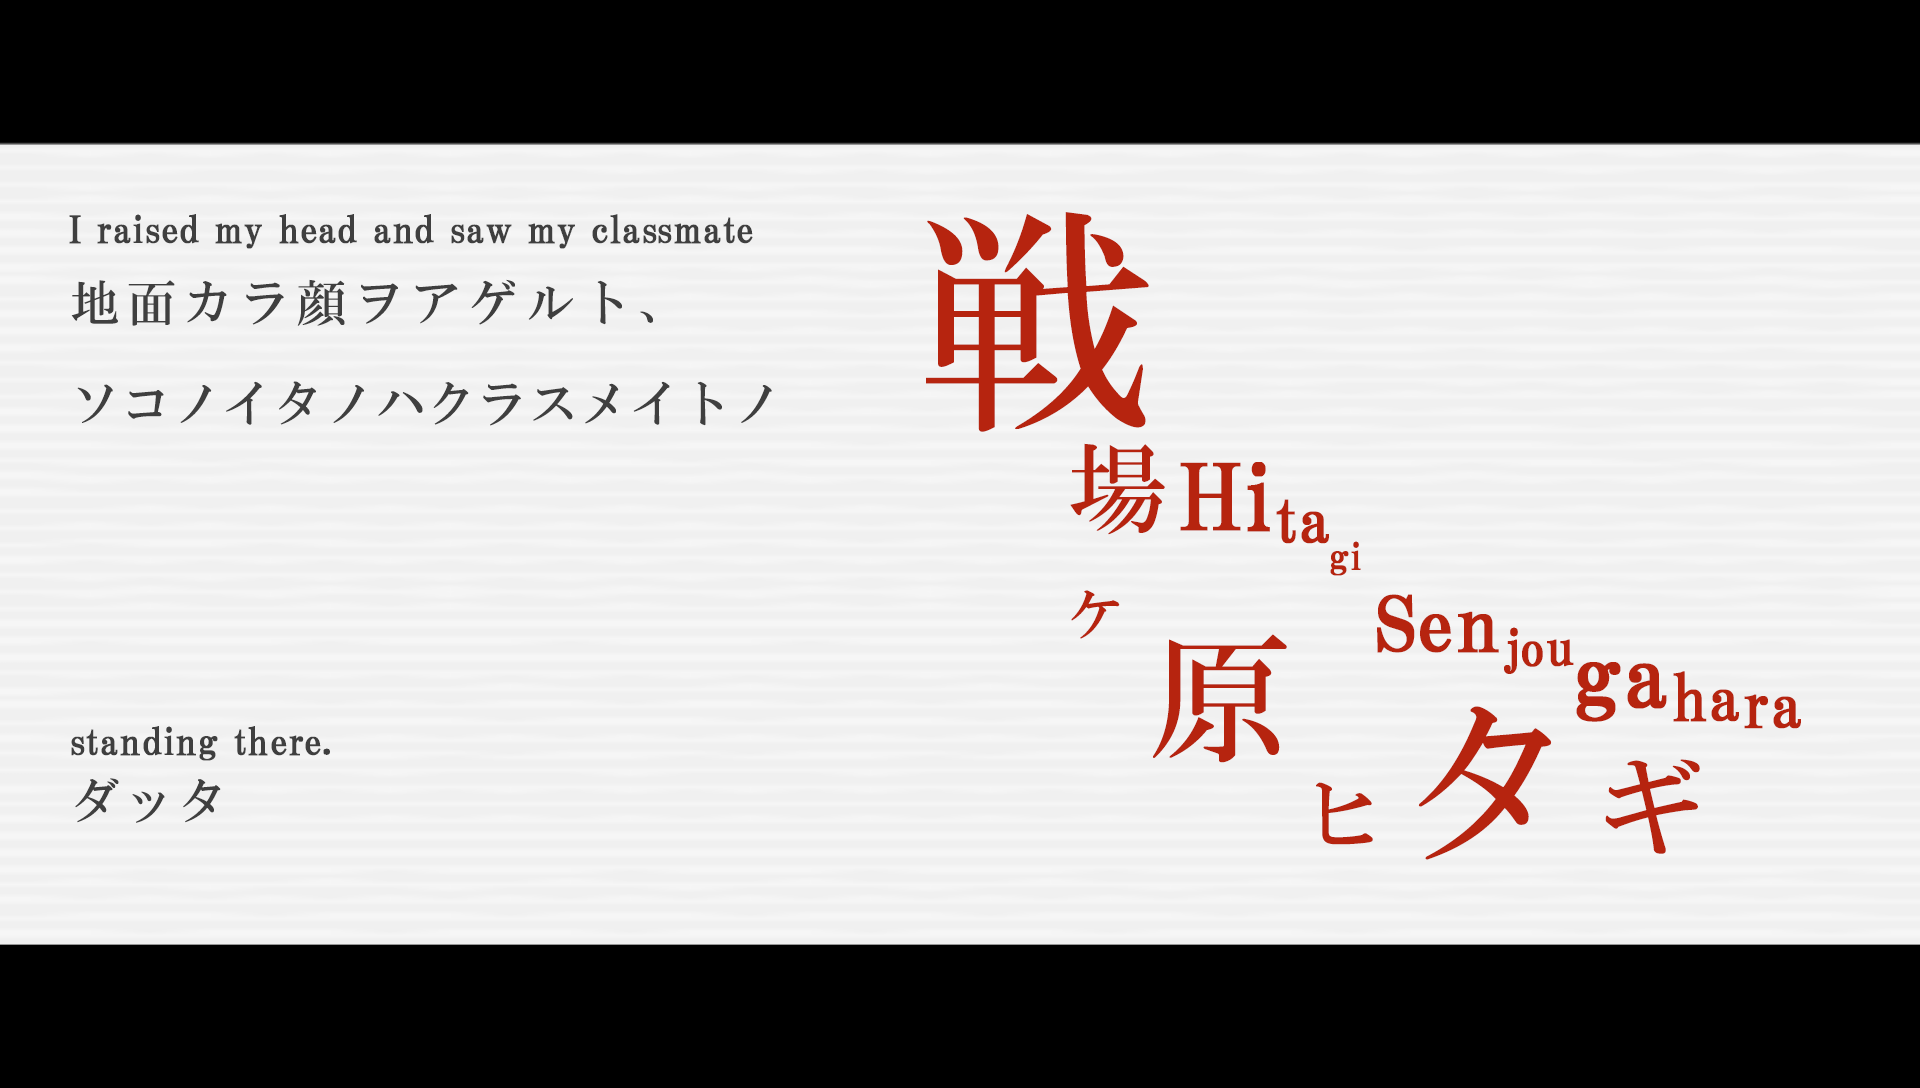 I raised my head and saw my classmate
地面カラ顔ヲアゲルト、
ソコノイタノハクラスメイトノ
戦場ヶ原ヒタギ
Hitagi
Senjougahara
standing there.
ダッタ